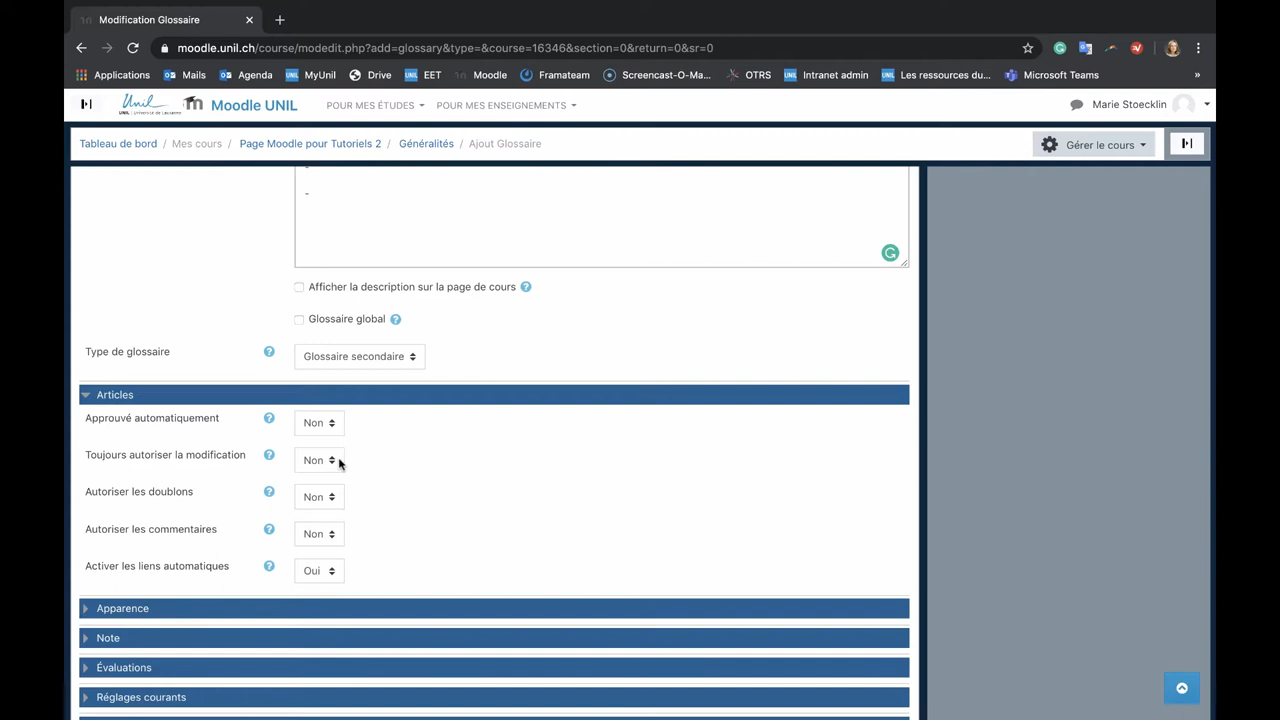 Modification Glossaire
moodle.unil.ch/course/modedit.php?add=glossary&type=&course=16346&section=0&return=0&sr=0
Applications Mails Agenda MyUnil Drive EET Moodle Framateam Screencast-O-Ma... OTRS Intranet admin Les ressources du... Microsoft Teams »
Unil Moodle UNIL POUR MES ÉTUDES POUR MES ENSEIGNEMENTS Marie Stoecklin
UNIL | Université de Lausanne
Tableau de bord / Mes cours / Page Moodle pour Tutoriels 2 / Généralités / Ajout Glossaire Gérer le cours
-
Afficher la description sur la page de cours ?
Glossaire global ?
Type de glossaire ? Glossaire secondaire
Articles
Approuvé automatiquement ? Non
Toujours autoriser la modification ? Non
Autoriser les doublons ? Non
Autoriser les commentaires ? Non
Activer les liens automatiques ? Oui
Apparence
Note
Évaluations
Réglages courants